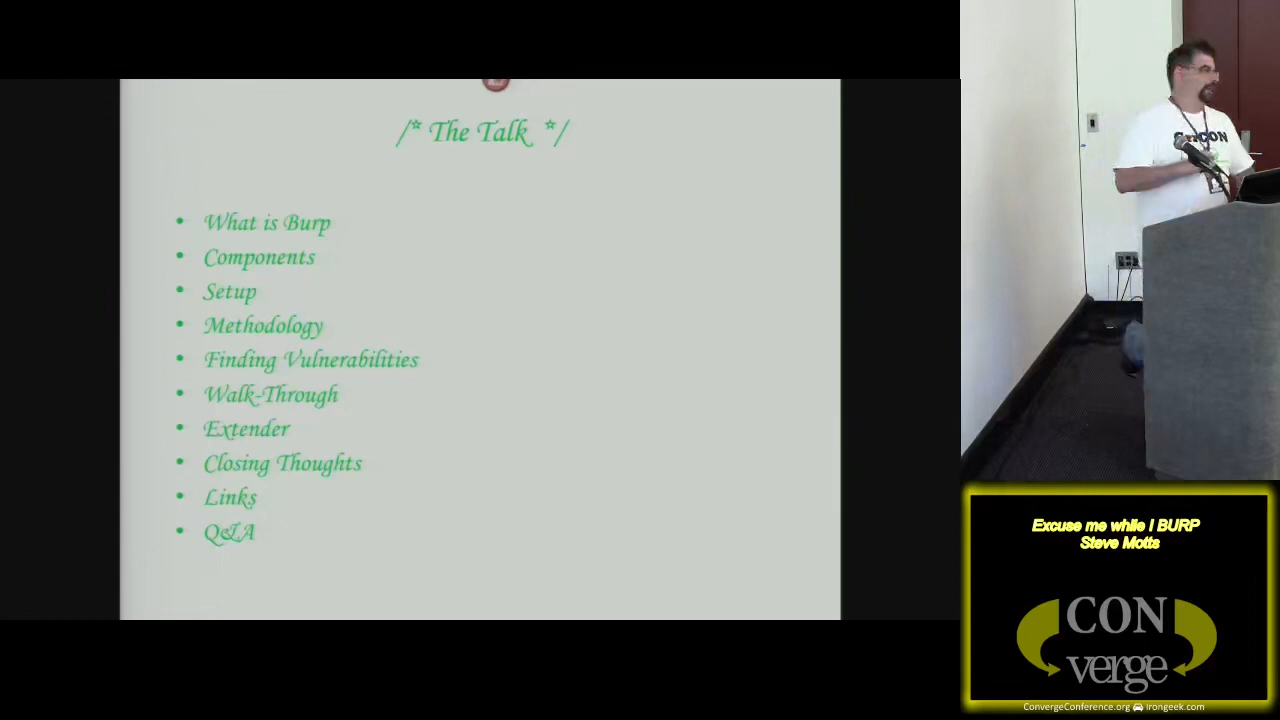 /* The Talk */
• What is Burp
• Components
• Setup
• Methodology
• Finding Vulnerabilities
• Walk-Through
• Extender
• Closing Thoughts
• Links
• Q&A
Excuse me while I BURP
Steve Motts
CON
verge
ConvergeConference.org Irongeek.com